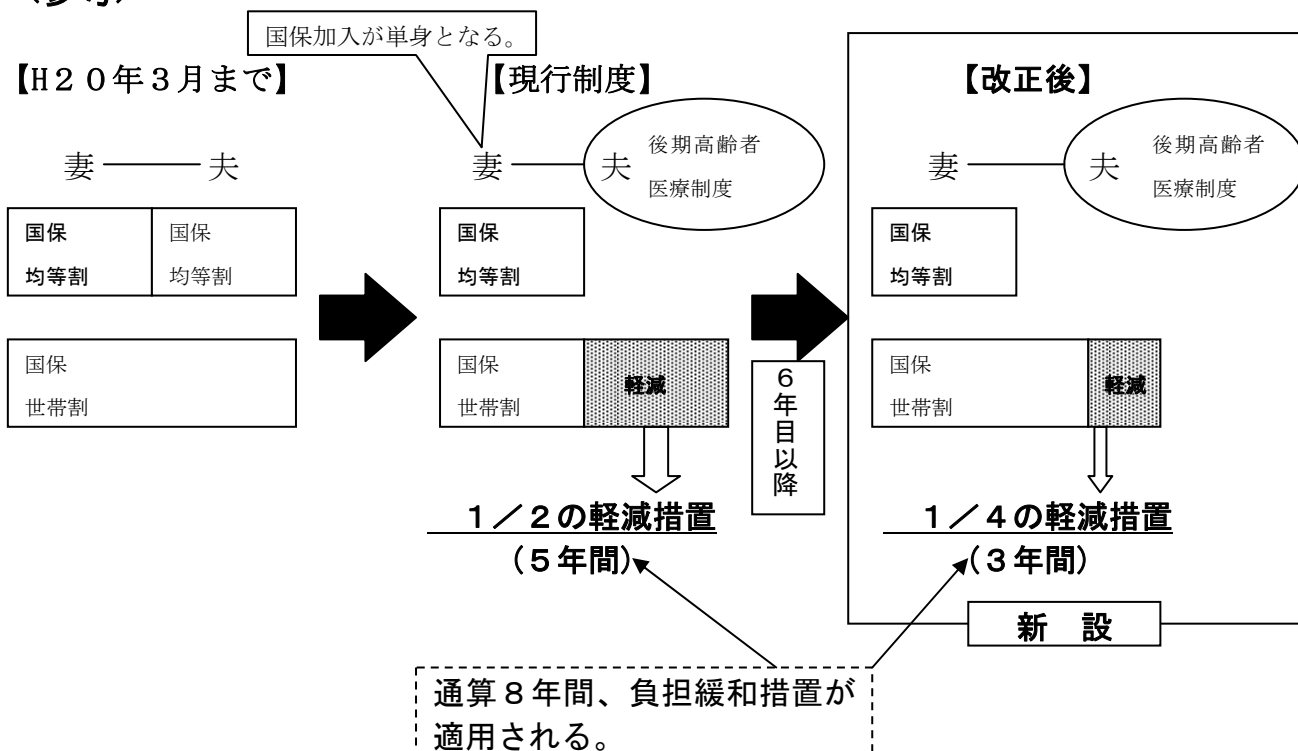 国保加入が単身となる。
【H20年3月まで】
【現行制度】
【改正後】
妻
夫
妻
夫
後期高齢者
医療制度
妻
夫
後期高齢者
医療制度
国保
均等割
国保
均等割
国保
均等割
国保
均等割
国保
世帯割
国保
世帯割
軽減
6年目以降
国保
世帯割
軽減
1/2の軽減措置
(5年間)
1/4の軽減措置
(3年間)
新 設
通算8年間、負担緩和措置が
適用される。